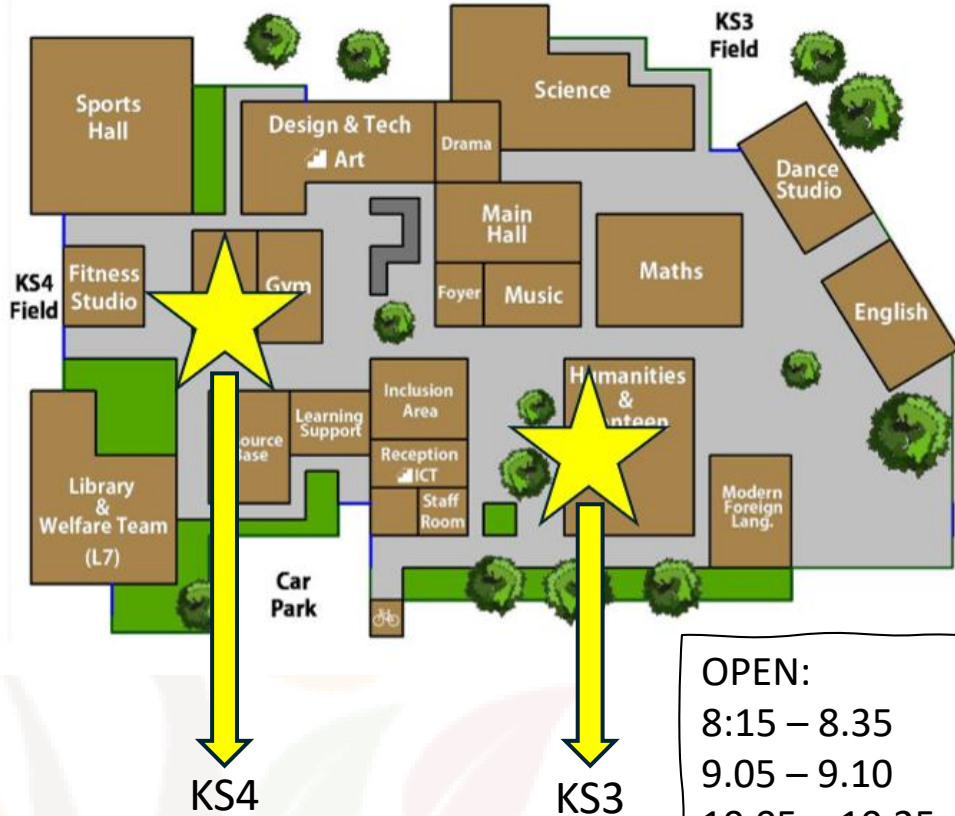 KS3
Field
Sports
Hall
Science
Design & Tech
Art
Drama
Dance
Studio
Main
Hall
Maths
KS4
Field
Fitness
Studio
Gym
Foyer
Music
English
Humanities
&
Inclusion
Area
Learning
Support
Reception
ICT
Staff
Room
Library
&
Welfare Team
(L7)
Modern
Foreign
Lang.
Car
Park
OPEN:
8:15 – 8.35
9.05 – 9.10
KS4
KS3